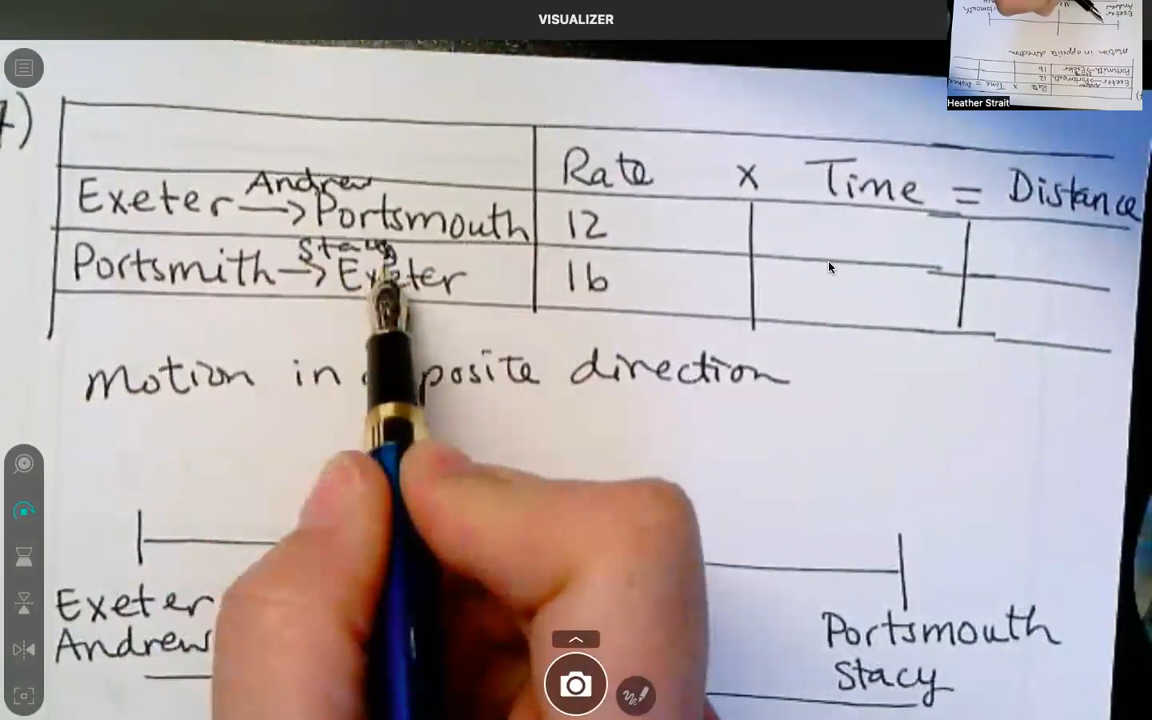 VISUALIZER
Heather Strait
Rate x Time = Distance
Andrew
Exeter → Portsmouth 12
Stacy
Portsmith → Exeter 16
motion in opposite direction
Exeter
Andrew
Portsmouth
Stacy